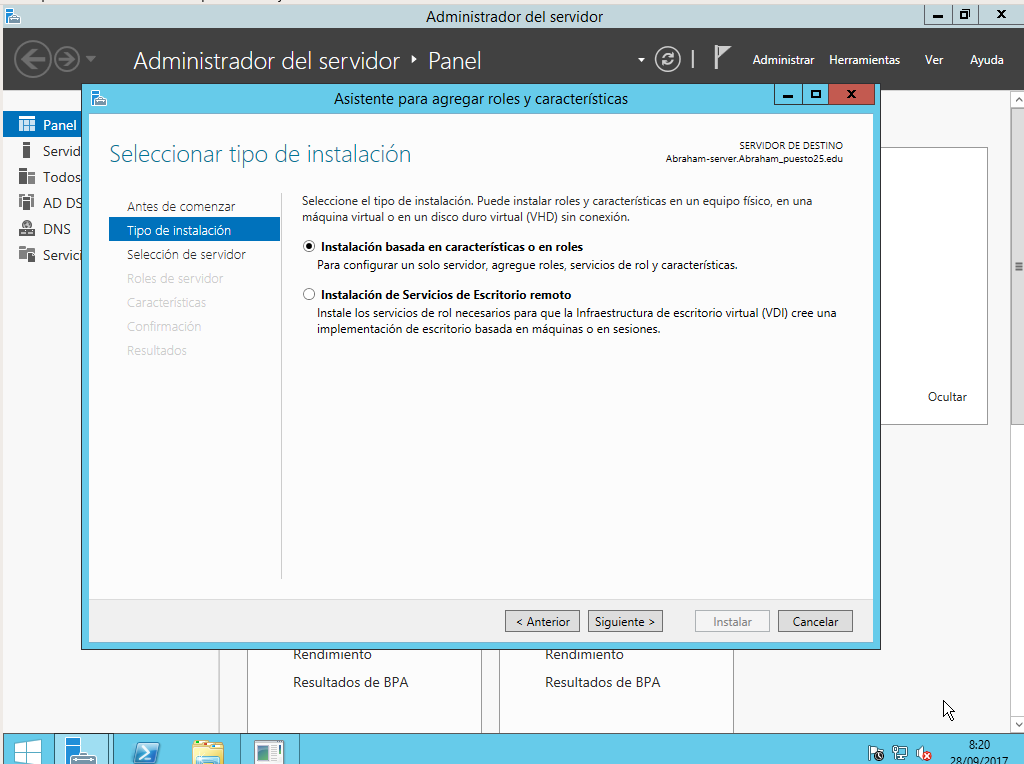 Administrador del servidor
Administrador del servidor ‣ Panel
Administrar Herramientas Ver Ayuda
Panel
Servid
Todos
AD DS
DNS
Servici
Asistente para agregar roles y características
Seleccionar tipo de instalación
SERVIDOR DE DESTINO
Abraham-server.Abraham_puesto25.edu
Antes de comenzar
Tipo de instalación
Selección de servidor
Roles de servidor
Características
Confirmación
Resultados
Seleccione el tipo de instalación. Puede instalar roles y características en un equipo físico, en una
máquina virtual o en un disco duro virtual (VHD) sin conexión.
Instalación basada en características o en roles
Para configurar un solo servidor, agregue roles, servicios de rol y características.
Instalación de Servicios de Escritorio remoto
Instale los servicios de rol necesarios para que la Infraestructura de escritorio virtual (VDI) cree una
implementación de escritorio basada en máquinas o en sesiones.
< Anterior Siguiente > Instalar Cancelar
Ocultar
Rendimiento
Resultados de BPA
Rendimiento
Resultados de BPA
8:20
28/09/2017